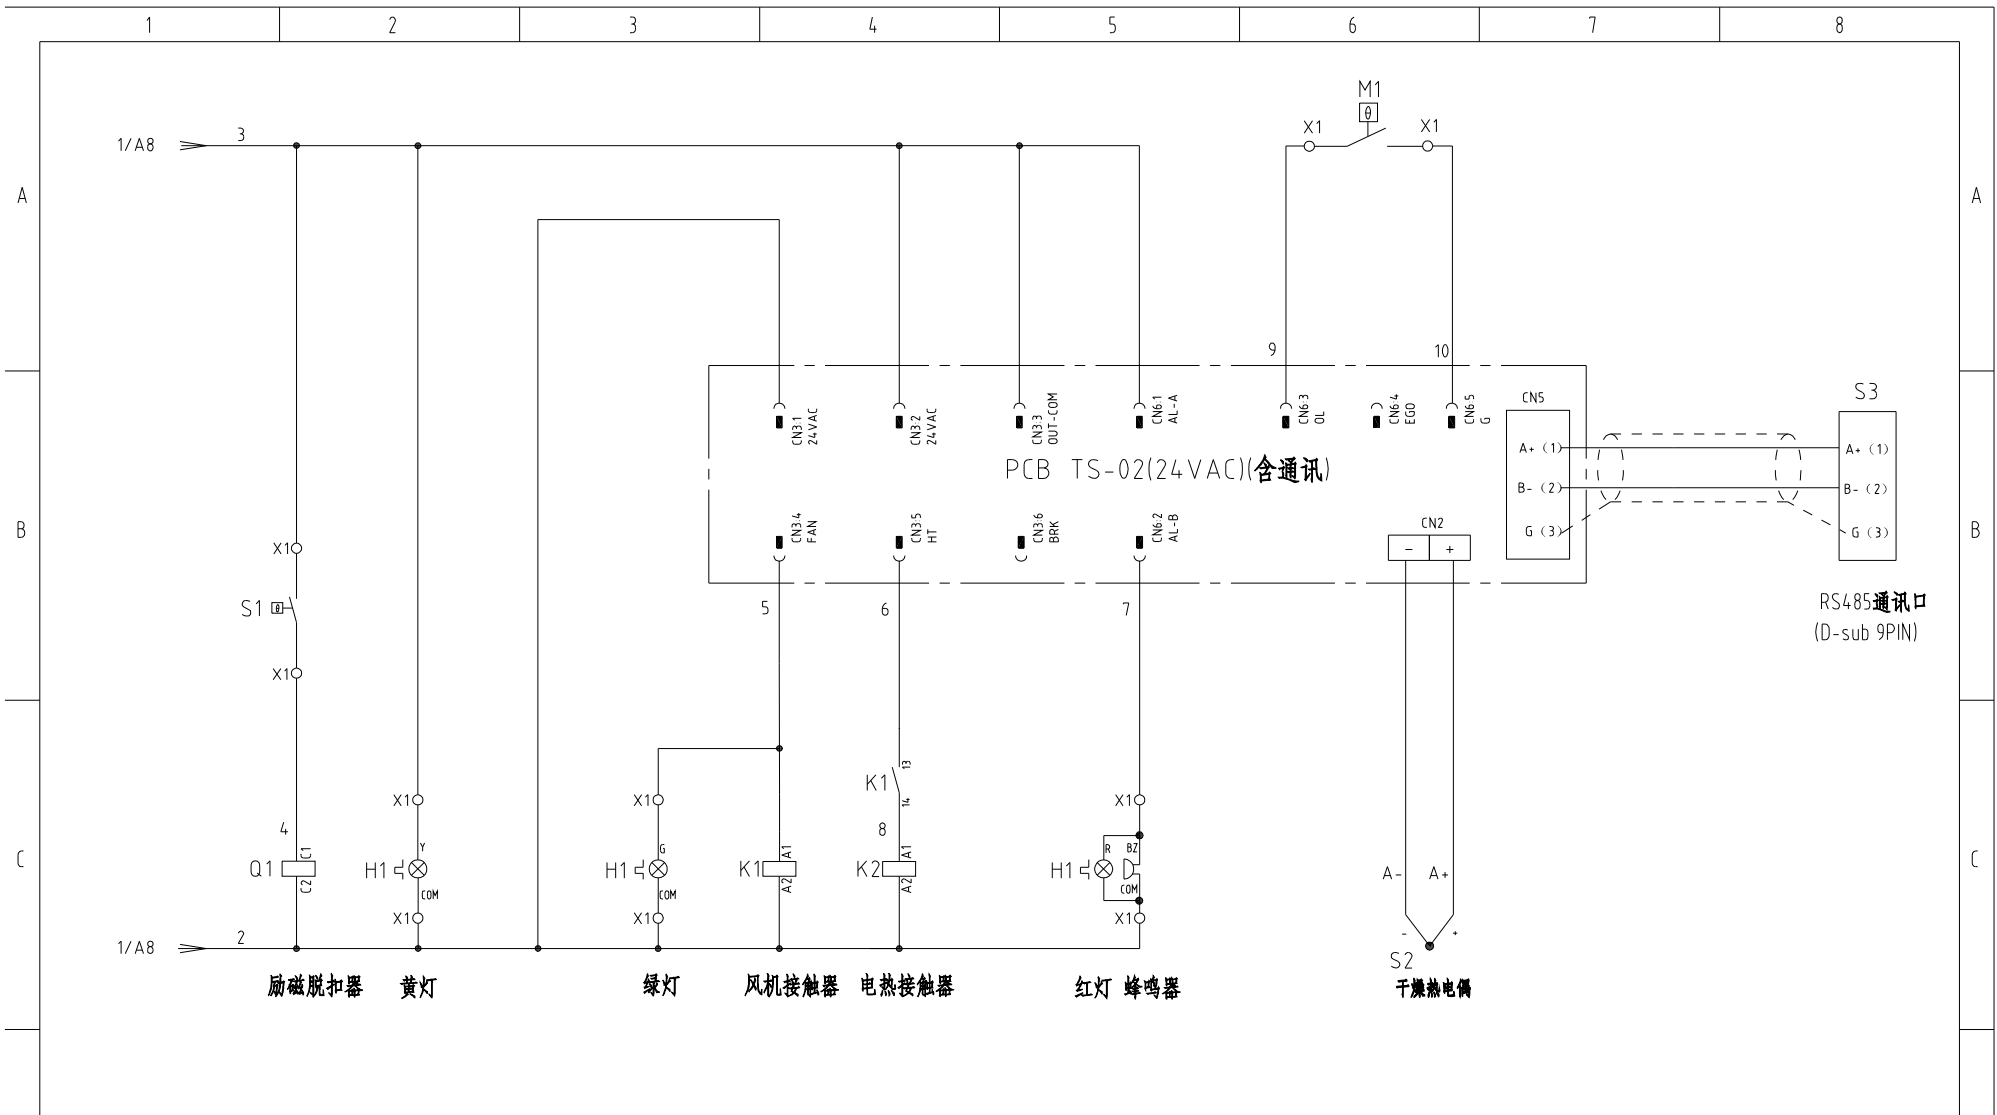 1 2 3 4 5 6 7 8
M1
θ
X1 X1
3
1/A8
A A
9 10
CN3:1
24VAC
CN3:2
24VAC
CN3:3
OUT-COM
CN6:1
AL-A
CN6:3
OL
CN6:4
EGO
CN6:5
G
CN5
S3
A+ (1) A+ (1)
PCB TS-02(24VAC)(含通讯)
B- (2) B- (2)
G (3) G (3)
CN3:4
FAN
CN3:5
HT
CN3:6
BRK
CN6:2
AL-B
CN2
- +
B B
X1
S1 θ
5 6 7
RS485通讯口
(D-sub 9PIN)
X1
K1 13
14
X1 X1 X1
4 8
C C
Q1 C1
C2
H1 Y
COM
H1 G
COM
K1 A1
A2
K2 A1
A2
H1 R BZ
COM
A- A+
X1 X1 X1
- +
1/A8
2
S2
励磁脱扣器 黄灯 绿灯 风机接触器 电热接触器 红灯 蜂鸣器 干燥热电偶